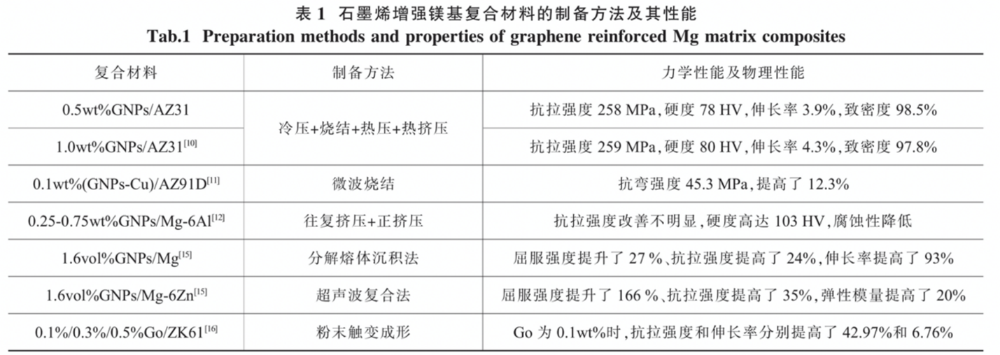 表 1 石墨烯增强镁基复合材料的制备方法及其性能
Tab.1 Preparation methods and properties of graphene reinforced Mg matrix composites
复合材料 制备方法 力学性能及物理性能
0.5wt%GNPs/AZ31 抗拉强度 258 MPa,硬度 78 HV,伸长率 3.9%,致密度 98.5%
冷压+烧结+热压+热挤压
1.0wt%GNPs/AZ31[10] 抗拉强度 259 MPa,硬度 80 HV,伸长率 4.3%,致密度 97.8%
0.1wt%(GNPs-Cu)/AZ91D[11] 微波烧结 抗弯强度 45.3 MPa,提高了 12.3%
0.25-0.75wt%GNPs/Mg-6Al[12] 往复挤压+正挤压 抗拉强度改善不明显,硬度高达 103 HV,腐蚀性降低
1.6vol%GNPs/Mg[15] 分解熔体沉积法 屈服强度提升了 27 %、抗拉强度提高了 24%,伸长率提高了 93%
1.6vol%GNPs/Mg-6Zn[15] 超声波复合法 屈服强度提升了 166 %、抗拉强度提高了 35%,弹性模量提高了 20%
0.1%/0.3%/0.5%Go/ZK61[16] 粉末触变成形 Go 为 0.1wt%时,抗拉强度和伸长率分别提高了 42.97%和 6.76%